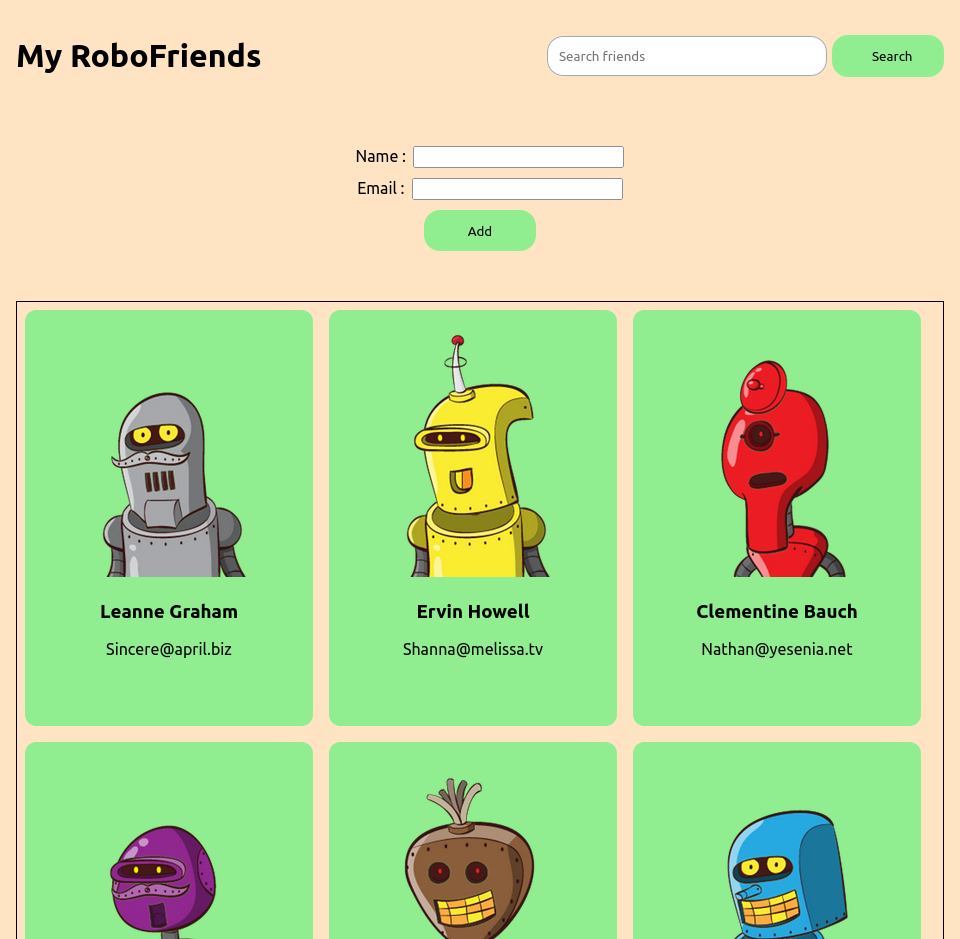 My RoboFriends
Search friends
Search
Name :
Email :
Add
Leanne Graham
Ervin Howell
Clementine Bauch
Sincere@april.biz
Shanna@melissa.tv
Nathan@yesenia.net